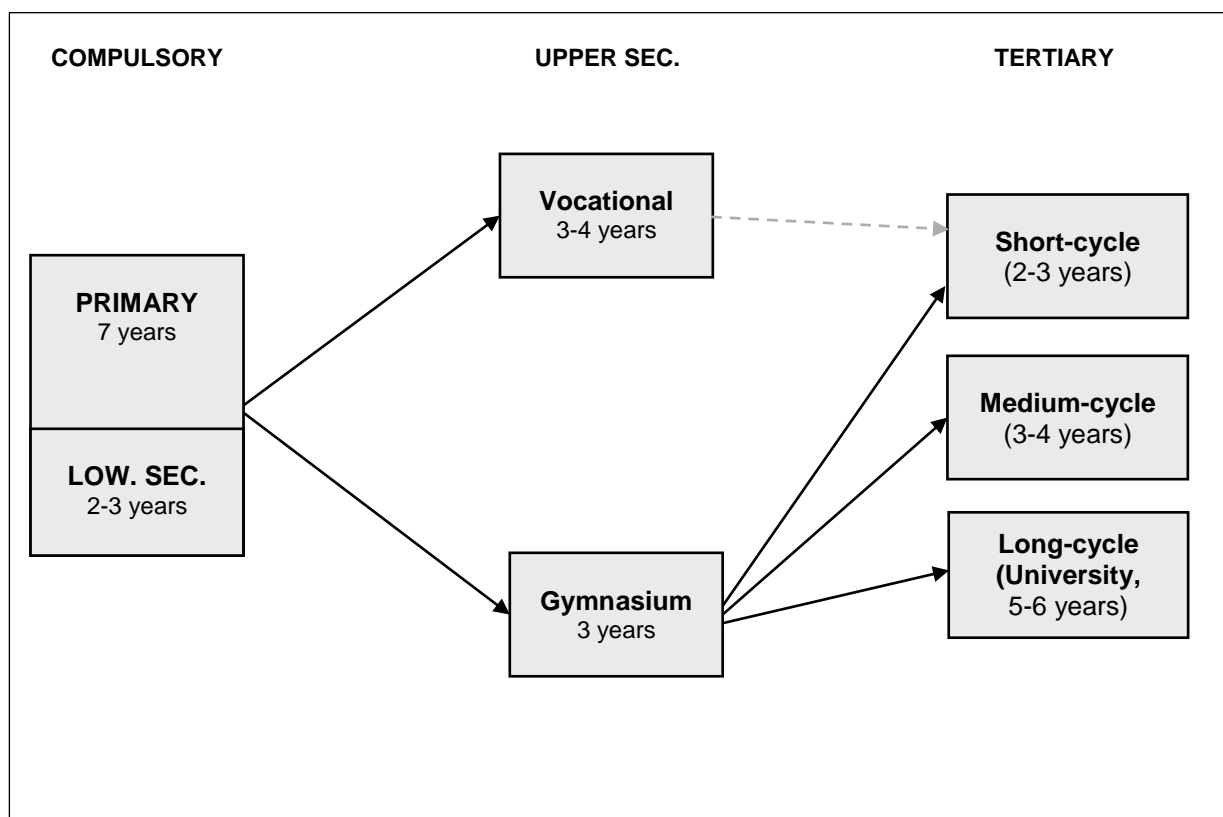 COMPULSORY
UPPER SEC.
TERTIARY
PRIMARY
7 years
LOW. SEC.
2-3 years
Vocational
3-4 years
Gymnasium
3 years
Short-cycle
(2-3 years)
Medium-cycle
(3-4 years)
Long-cycle
(University,
5-6 years)